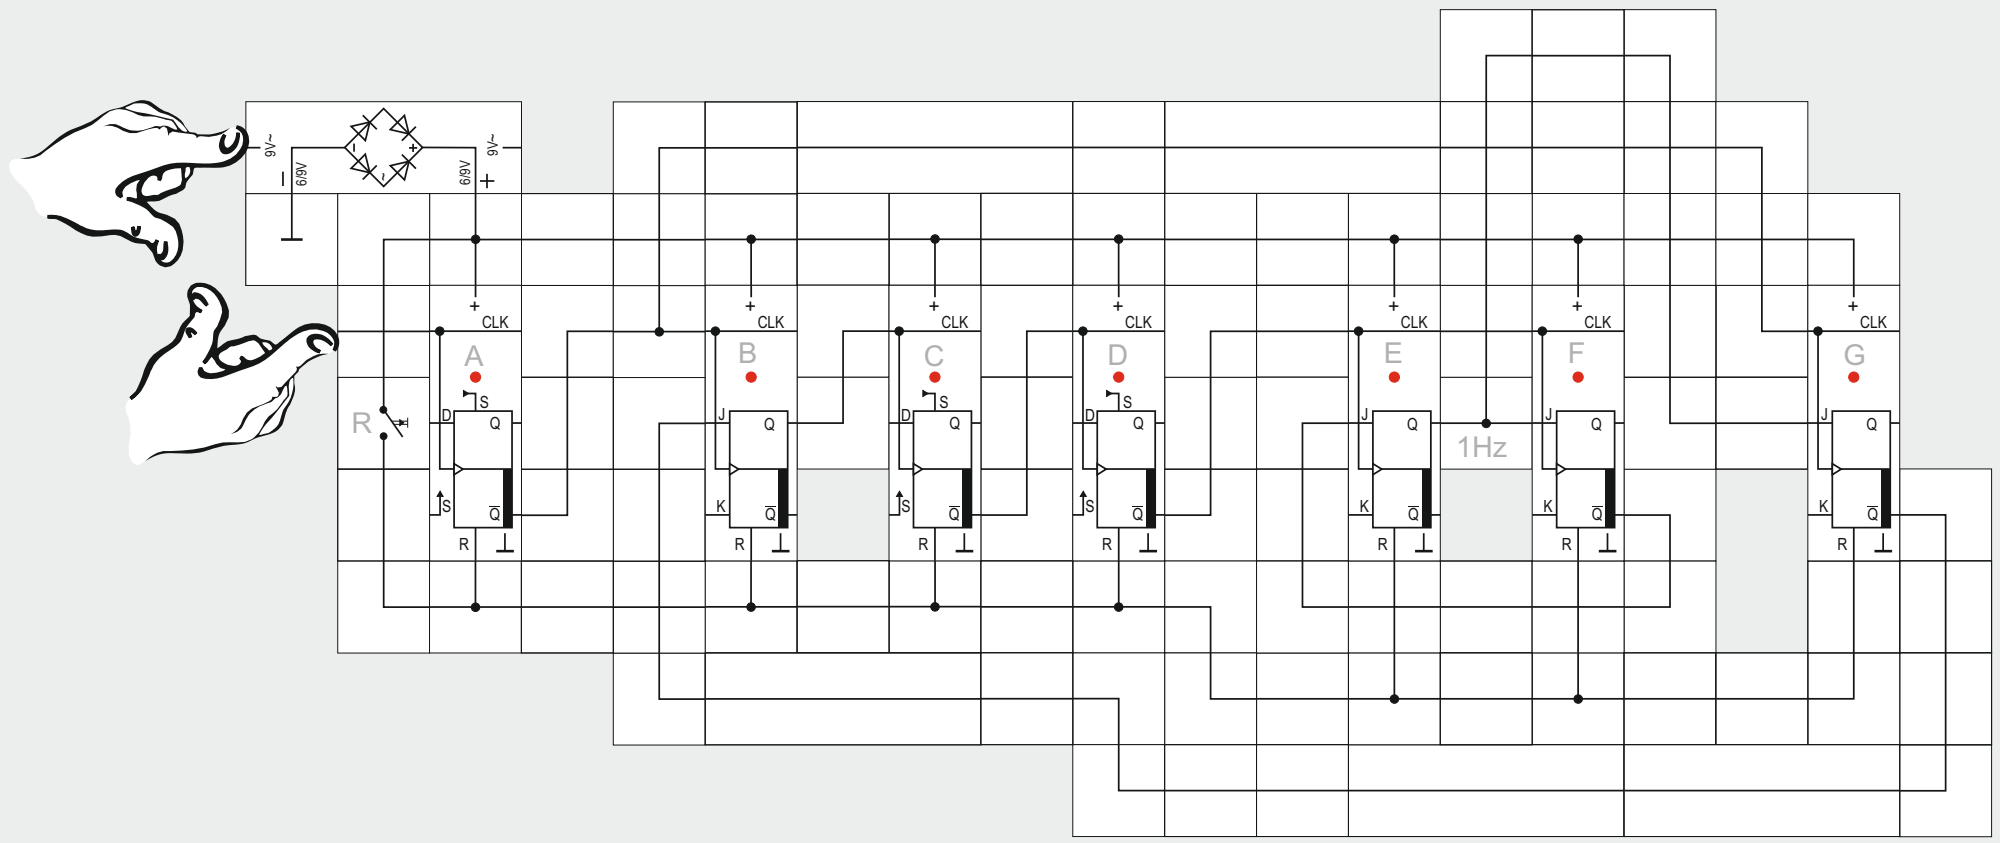 9V~ − 6/9V − + ~ 6/9V + 9V~
+ + + + + + +
CLK CLK CLK CLK CLK CLK CLK
A B C D E F G
S S S
R D Q J Q D Q D Q J Q J Q J Q
1Hz
S Q̅ K Q̅ S Q̅ S Q̅ K Q̅ K Q̅ K Q̅
R R R R R R R